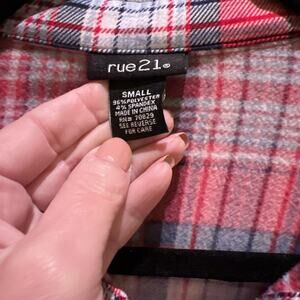 rue21®
SMALL
96% POLYESTER
4% SPANDEX
MADE IN CHINA
RN# 70829
SEE REVERSE
FOR CARE